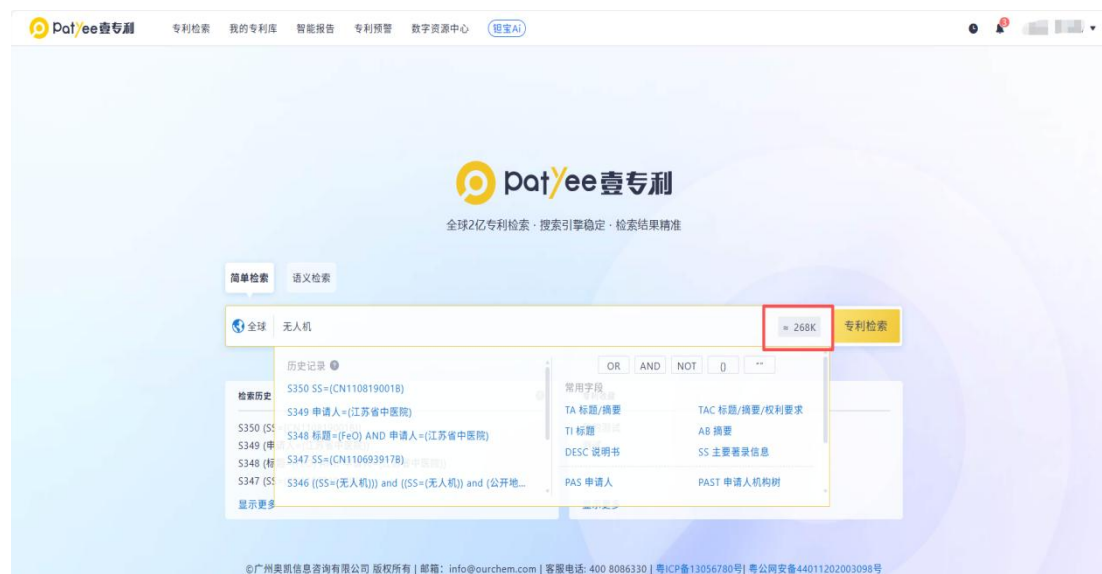 Patyee壹专利 专利检索 我的专利库 智能报告 专利预警 数字资源中心 钽宝Ai 3
Patyee壹专利
全球2亿专利检索 · 搜索引擎稳定 · 检索结果精准
简单检索 语义检索
全球 无人机 ≈ 268K 专利检索
历史记录 OR AND NOT () ""
检索历史 S350 SS=(CN1108190018) 常用字段
S349 申请人=(江苏省中医院) TA 标题/摘要 TAC 标题/摘要/权利要求
S350 (SS S348 标题=(FeO) AND 申请人=(江苏省中医院) TI 标题 AB 摘要
S349 (申 S347 SS=(CN110693917B) DESC 说明书 SS 主要著录信息
S348 (标
S347 (SS S346 ((SS=(无人机))) and ((SS=(无人机)) and (公开地... PAS 申请人 PAST 申请人机构树
显示更多 显示更多
©广州奥凯信息咨询有限公司 版权所有 | 邮箱：info@ourchem.com | 客服电话: 400 8086330 | 粤ICP备13056780号| 粤公网安备44011202003098号